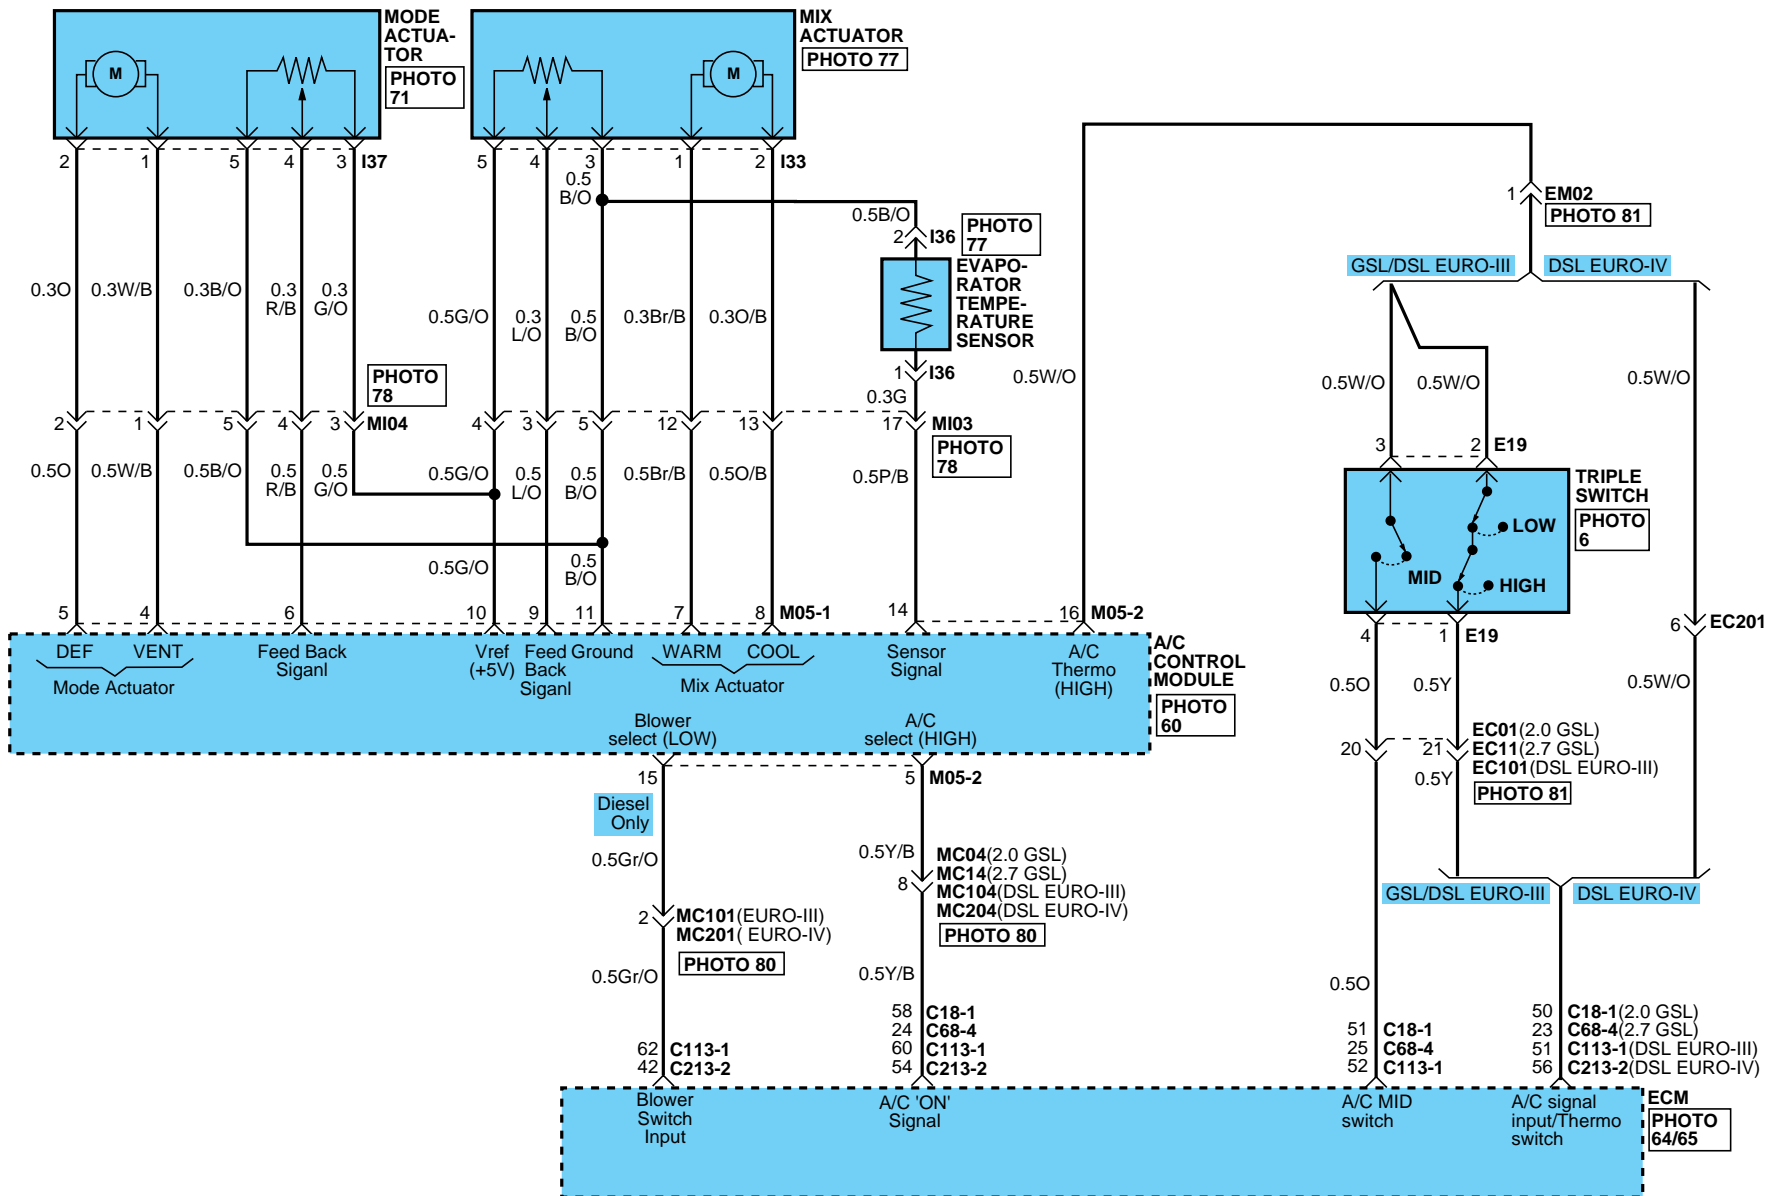 MODE
ACTUA-
TOR
PHOTO
71
MIX
ACTUATOR
PHOTO 77
M
M
2
1
5
4
3
I37
5
4
3
1
2
I33
0.5
B/O
0.5B/O
2
I36
PHOTO
77
1
EM02
PHOTO 81
GSL/DSL EURO-III
DSL EURO-IV
EVAPO-
RATOR
TEMPE-
RATURE
SENSOR
0.3O
0.3W/B
0.3B/O
0.3
R/B
0.3
G/O
0.5G/O
0.3
L/O
0.5
B/O
0.3Br/B
0.3O/B
1
I36
0.3G
0.5W/O
0.5W/O
0.5W/O
0.5W/O
PHOTO
78
2
1
5
4
3
MI04
4
3
5
12
13
17
MI03
PHOTO
78
3
2
E19
0.5O
0.5W/B
0.5B/O
0.5
R/B
0.5
G/O
0.5G/O
0.5
L/O
0.5
B/O
0.5Br/B
0.5O/B
0.5P/B
TRIPLE
SWITCH
PHOTO
6
LOW
MID
HIGH
0.5G/O
0.5
B/O
5
4
6
10
9
11
7
8
M05-1
14
16
M05-2
4
1
E19
6
EC201
DEF
VENT
Mode Actuator
Feed Back
Siganl
Vref
(+5V)
Feed
Back
Siganl
Ground
WARM
COOL
Mix Actuator
Sensor
Signal
A/C
Thermo
(HIGH)
A/C
CONTROL
MODULE
PHOTO
60
0.5O
0.5Y
0.5W/O
Blower
select (LOW)
A/C
select (HIGH)
20
21
EC01(2.0 GSL)
EC11(2.7 GSL)
EC101(DSL EURO-III)
PHOTO 81
0.5Y
15
5
M05-2
Diesel
Only
0.5Gr/O
0.5Y/B
8
MC04(2.0 GSL)
MC14(2.7 GSL)
MC104(DSL EURO-III)
MC204(DSL EURO-IV)
PHOTO 80
GSL/DSL EURO-III
DSL EURO-IV
2
MC101(EURO-III)
MC201( EURO-IV)
PHOTO 80
0.5Gr/O
0.5Y/B
0.5O
62 C113-1
42 C213-2
58 C18-1
24 C68-4
60 C113-1
54 C213-2
51 C18-1
25 C68-4
52 C113-1
50 C18-1(2.0 GSL)
23 C68-4(2.7 GSL)
51 C113-1(DSL EURO-III)
56 C213-2(DSL EURO-IV)
Blower
Switch
Input
A/C 'ON'
Signal
A/C MID
switch
A/C signal
input/Thermo
switch
ECM
PHOTO
64/65